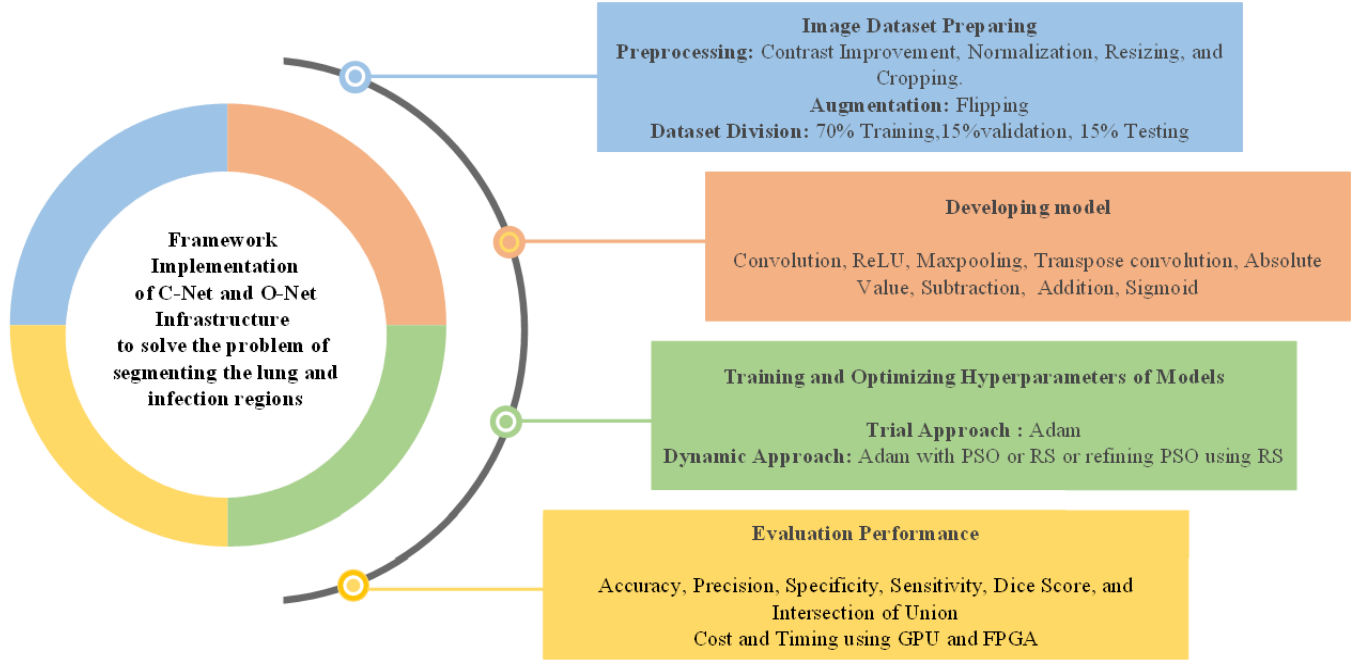 Framework
Implementation
of C-Net and O-Net
Infrastructure
to solve the problem of
segmenting the lung and
infection regions
Image Dataset Preparing
Preprocessing: Contrast Improvement, Normalization, Resizing, and
Cropping.
Augmentation: Flipping
Dataset Division: 70% Training,15%validation, 15% Testing
Developing model
Convolution, ReLU, Maxpooling, Transpose convolution, Absolute
Value, Subtraction, Addition, Sigmoid
Training and Optimizing Hyperparameters of Models
Trial Approach : Adam
Dynamic Approach: Adam with PSO or RS or refining PSO using RS
Evaluation Performance
Accuracy, Precision, Specificity, Sensitivity, Dice Score, and
Intersection of Union
Cost and Timing using GPU and FPGA